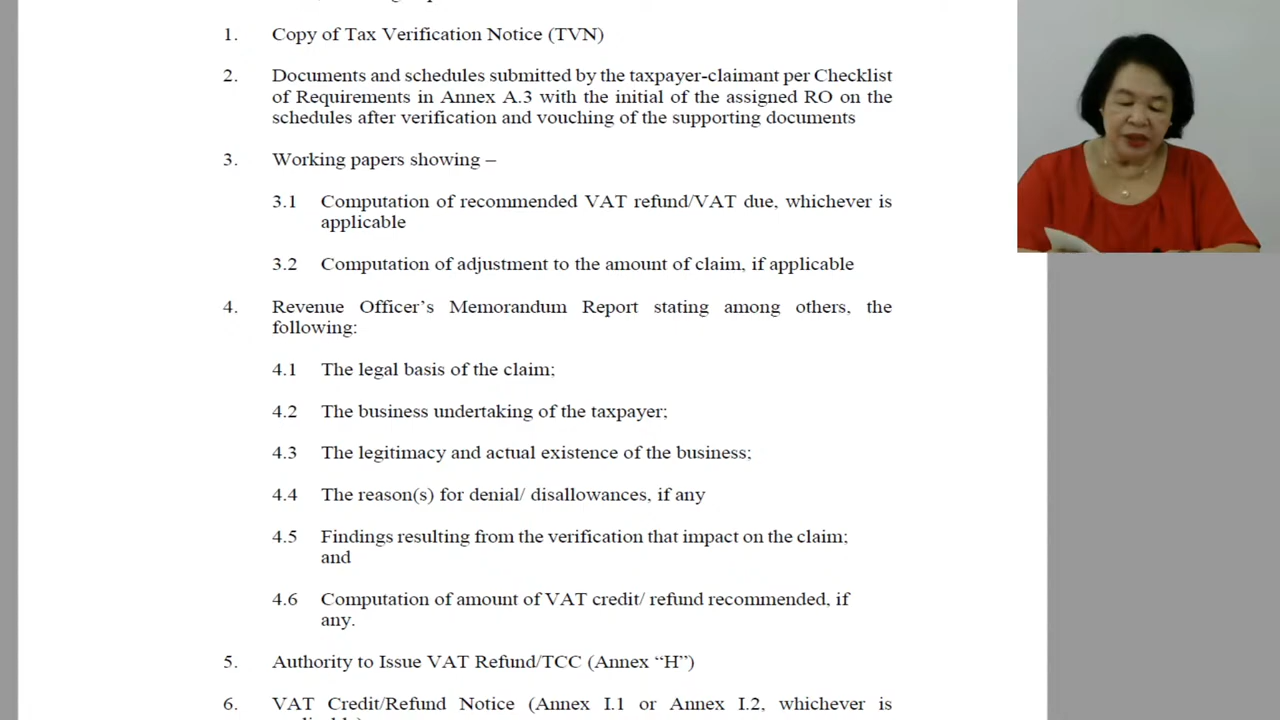 1. Copy of Tax Verification Notice (TVN)
2. Documents and schedules submitted by the taxpayer-claimant per Checklist
of Requirements in Annex A.3 with the initial of the assigned RO on the
schedules after verification and vouching of the supporting documents
3. Working papers showing –
3.1 Computation of recommended VAT refund/VAT due, whichever is
applicable
3.2 Computation of adjustment to the amount of claim, if applicable
4. Revenue Officer’s Memorandum Report stating among others, the
following:
4.1 The legal basis of the claim;
4.2 The business undertaking of the taxpayer;
4.3 The legitimacy and actual existence of the business;
4.4 The reason(s) for denial/ disallowances, if any
4.5 Findings resulting from the verification that impact on the claim;
and
4.6 Computation of amount of VAT credit/ refund recommended, if
any.
5. Authority to Issue VAT Refund/TCC (Annex “H”)
6. VAT Credit/Refund Notice (Annex I.1 or Annex I.2, whichever is